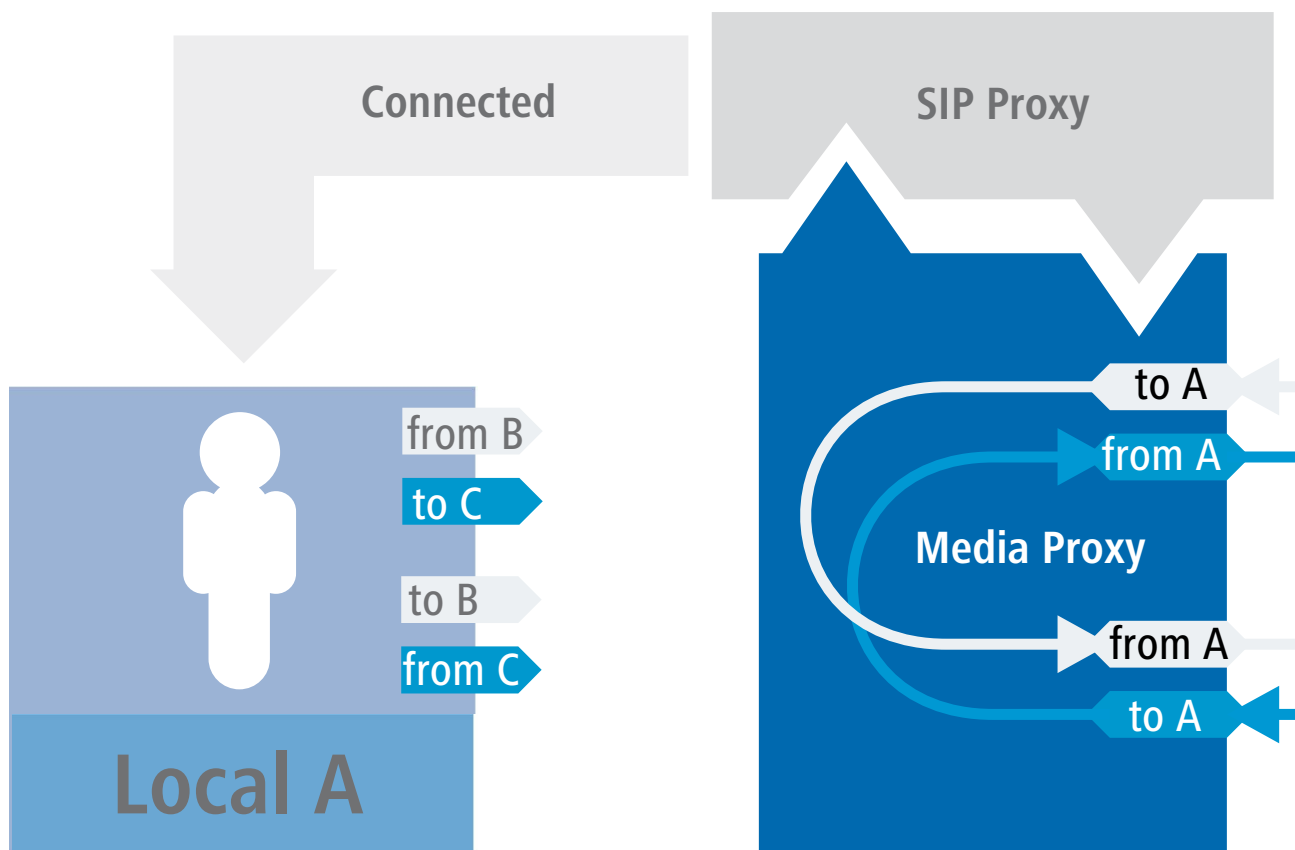 Connected
SIP Proxy
from B
to C
to B
from C
Local A
to A
from A
Media Proxy
from A
to A